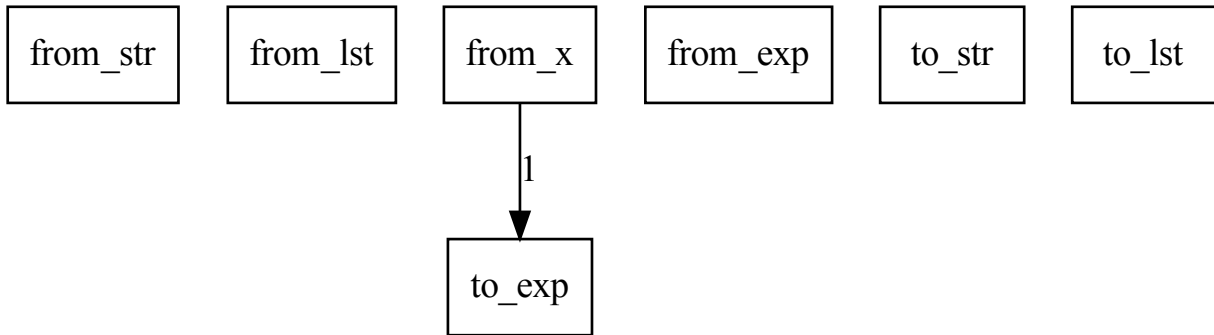 from_str
from_lst
from_x
from_exp
to_str
to_lst
1
to_exp